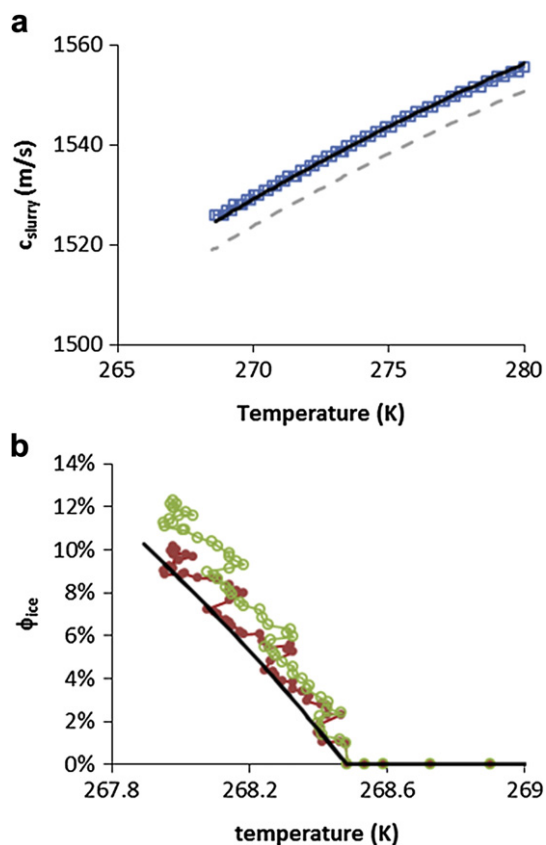 a
1560
1540
1520
1500
c_slurry (m/s)
265 270 275 280
Temperature (K)
b
14%
12%
10%
8%
6%
4%
2%
0%
ϕ_ice
267.8 268.2 268.6 269
temperature (K)